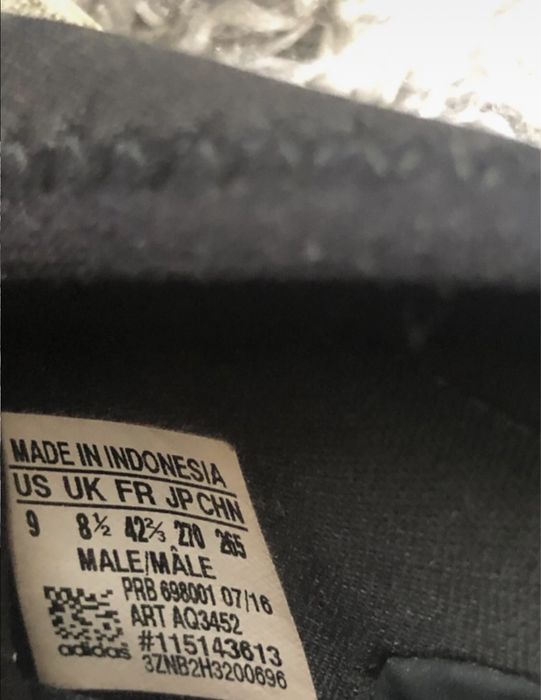 MADE IN INDONESIA
US UK FR JP CHN
9 8½ 42⅔ 270 265
MALE/MÂLE
PRB 698001 07/16
ART AQ3452
#115143613
adidas
3ZNB2H3200696